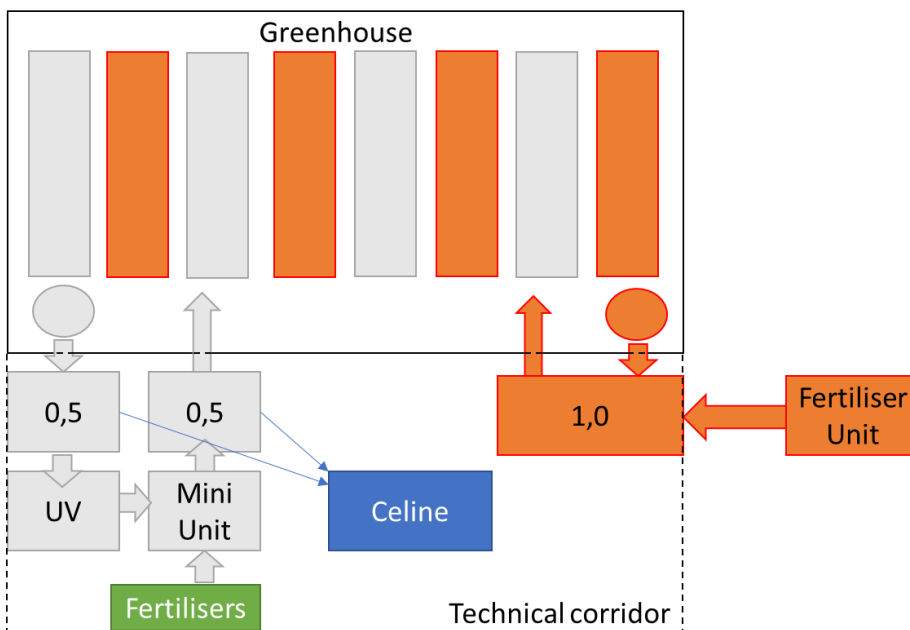 Greenhouse
0,5
0,5
1,0
Fertiliser
Unit
UV
Mini
Unit
Celine
Fertilisers
Technical corridor